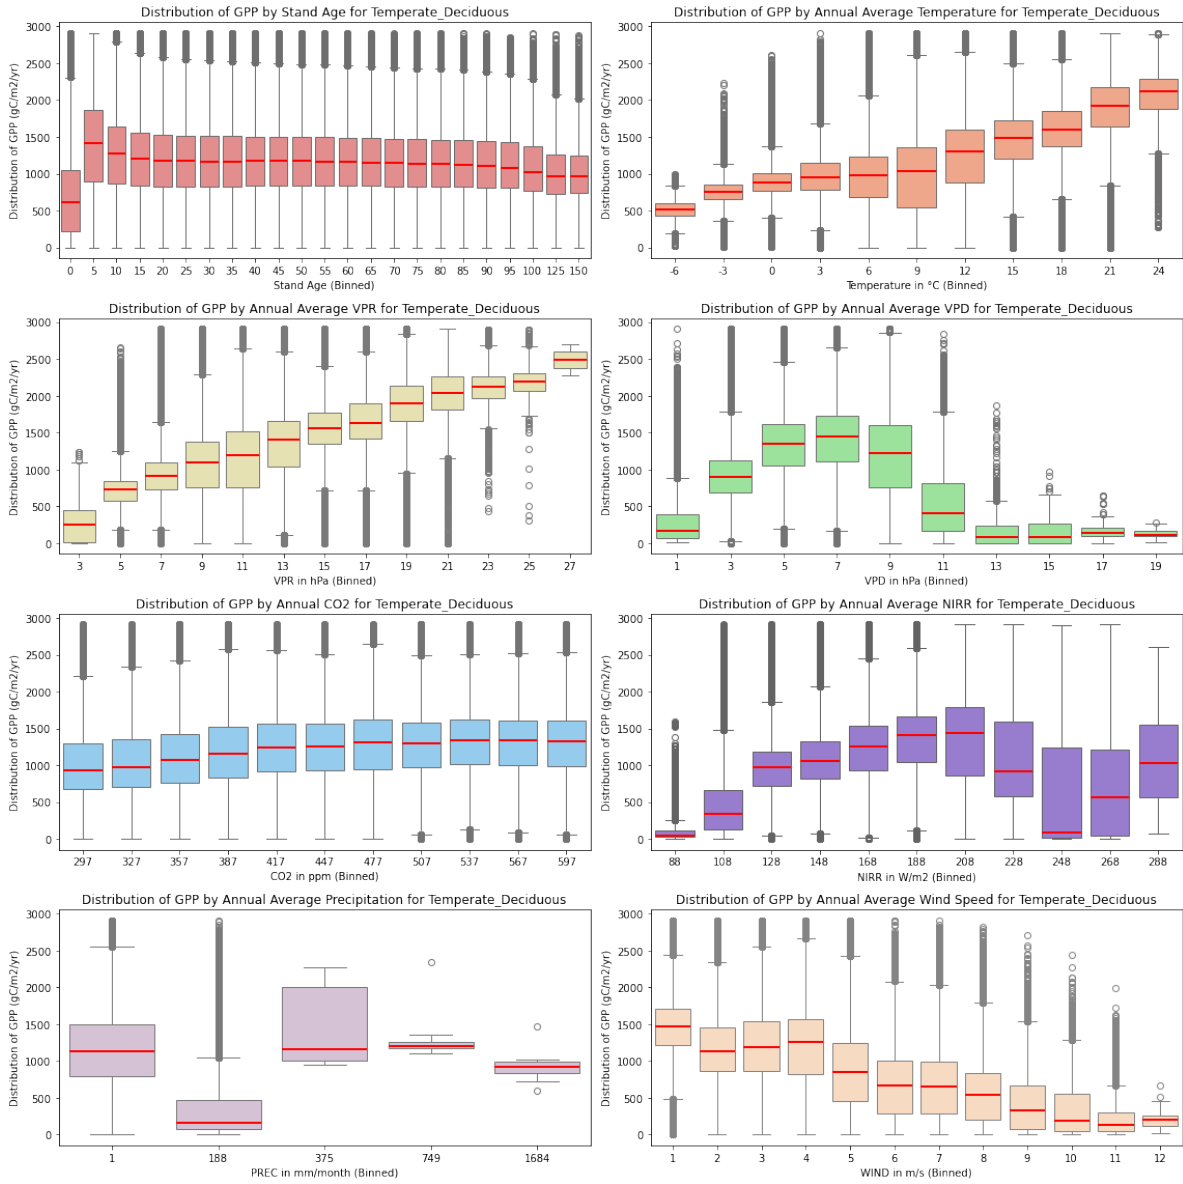 Distribution of GPP by Stand Age for Temperate_Deciduous
Distribution of GPP (gC/m2/yr)
3000
2500
2000
1500
1000
500
0
0 5 10 15 20 25 30 35 40 45 50 55 60 65 70 75 80 85 90 95 100 125 150
Stand Age (Binned)
Distribution of GPP by Annual Average Temperature for Temperate_Deciduous
Distribution of GPP (gC/m2/yr)
3000
2500
2000
1500
1000
500
0
-6 -3 0 3 6 9 12 15 18 21 24
Temperature in °C (Binned)
Distribution of GPP by Annual Average VPR for Temperate_Deciduous
Distribution of GPP (gC/m2/yr)
3000
2500
2000
1500
1000
500
0
3 5 7 9 11 13 15 17 19 21 23 25 27
VPR in hPa (Binned)
Distribution of GPP by Annual Average VPD for Temperate_Deciduous
Distribution of GPP (gC/m2/yr)
3000
2500
2000
1500
1000
500
0
1 3 5 7 9 11 13 15 17 19
VPD in hPa (Binned)
Distribution of GPP by Annual CO2 for Temperate_Deciduous
Distribution of GPP (gC/m2/yr)
3000
2500
2000
1500
1000
500
0
297 327 357 387 417 447 477 507 537 567 597
CO2 in ppm (Binned)
Distribution of GPP by Annual Average NIRR for Temperate_Deciduous
Distribution of GPP (gC/m2/yr)
3000
2500
2000
1500
1000
500
0
88 108 128 148 168 188 208 228 248 268 288
NIRR in W/m2 (Binned)
Distribution of GPP by Annual Average Precipitation for Temperate_Deciduous
Distribution of GPP (gC/m2/yr)
3000
2500
2000
1500
1000
500
0
1 188 375 749 1684
PREC in mm/month (Binned)
Distribution of GPP by Annual Average Wind Speed for Temperate_Deciduous
Distribution of GPP (gC/m2/yr)
3000
2500
2000
1500
1000
500
0
1 2 3 4 5 6 7 8 9 10 11 12
WIND in m/s (Binned)